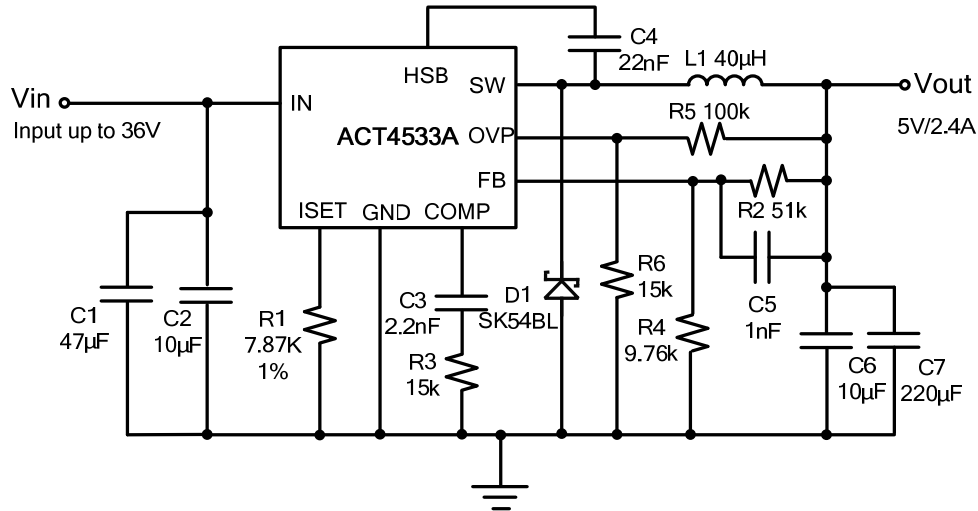 C4
22nF
HSB
SW
L1 40µH
Vin
Input up to 36V
IN
ACT4533A
OVP
R5 100k
Vout
5V/2.4A
FB
R2 51k
ISET
GND
COMP
C1
47µF
C2
10µF
R1
7.87K
1%
C3
2.2nF
R3
15k
D1
SK54BL
R6
15k
R4
9.76k
C5
1nF
C6
10µF
C7
220µF